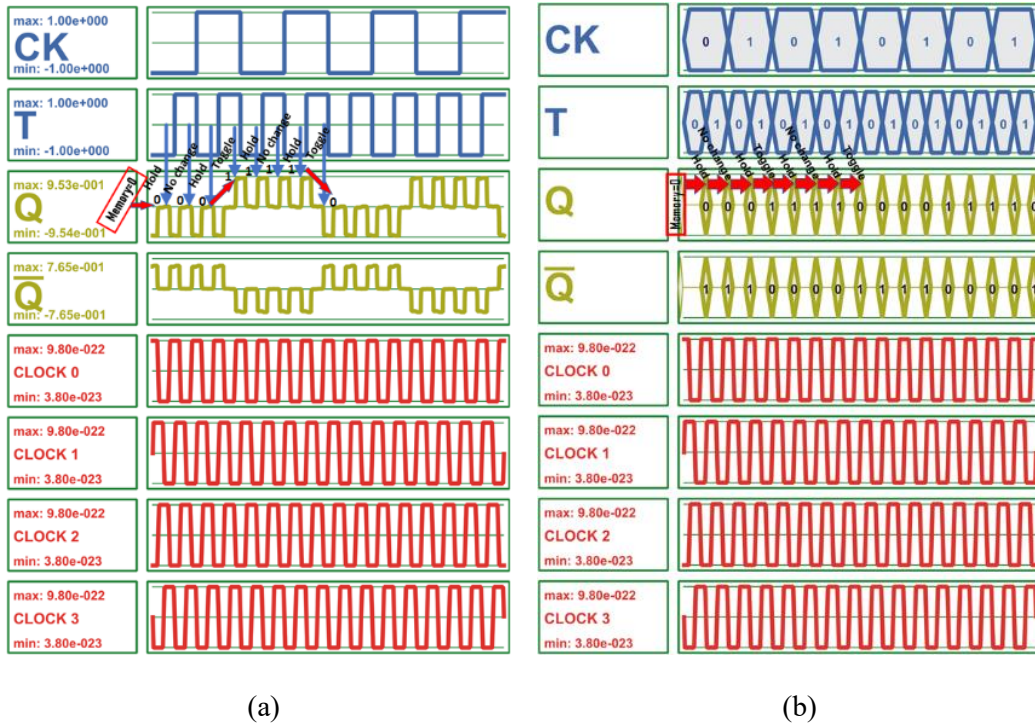 max: 1.00e+000
CK
min: -1.00e+000
max: 1.00e+000
T
min: -1.00e+000
Hold
No change
Hold
Toggle
Hold
No change
Hold
Toggle
Memory=0
0 0 0 1 1 1 1 0
max: 9.53e-001
Q
min: -9.54e-001
max: 7.65e-001
Q
min: -7.65e-001
max: 9.80e-022
CLOCK 0
min: 3.80e-023
max: 9.80e-022
CLOCK 1
min: 3.80e-023
max: 9.80e-022
CLOCK 2
min: 3.80e-023
max: 9.80e-022
CLOCK 3
min: 3.80e-023
(a)
CK
0 1 0 1 0 1 0 1
T
0 1 0 1 0 1 0 1 0 1 0 1 0 1 0 1
Hold
No change
Hold
Toggle
Hold
No change
Hold
Toggle
Memory=0
Q
0 0 0 1 1 1 1 0 0 0 0 1 1 1 1 0
Q
1 1 1 0 0 0 0 1 1 1 1 0 0 0 0 1
max: 9.80e-022
CLOCK 0
min: 3.80e-023
max: 9.80e-022
CLOCK 1
min: 3.80e-023
max: 9.80e-022
CLOCK 2
min: 3.80e-023
max: 9.80e-022
CLOCK 3
min: 3.80e-023
(b)